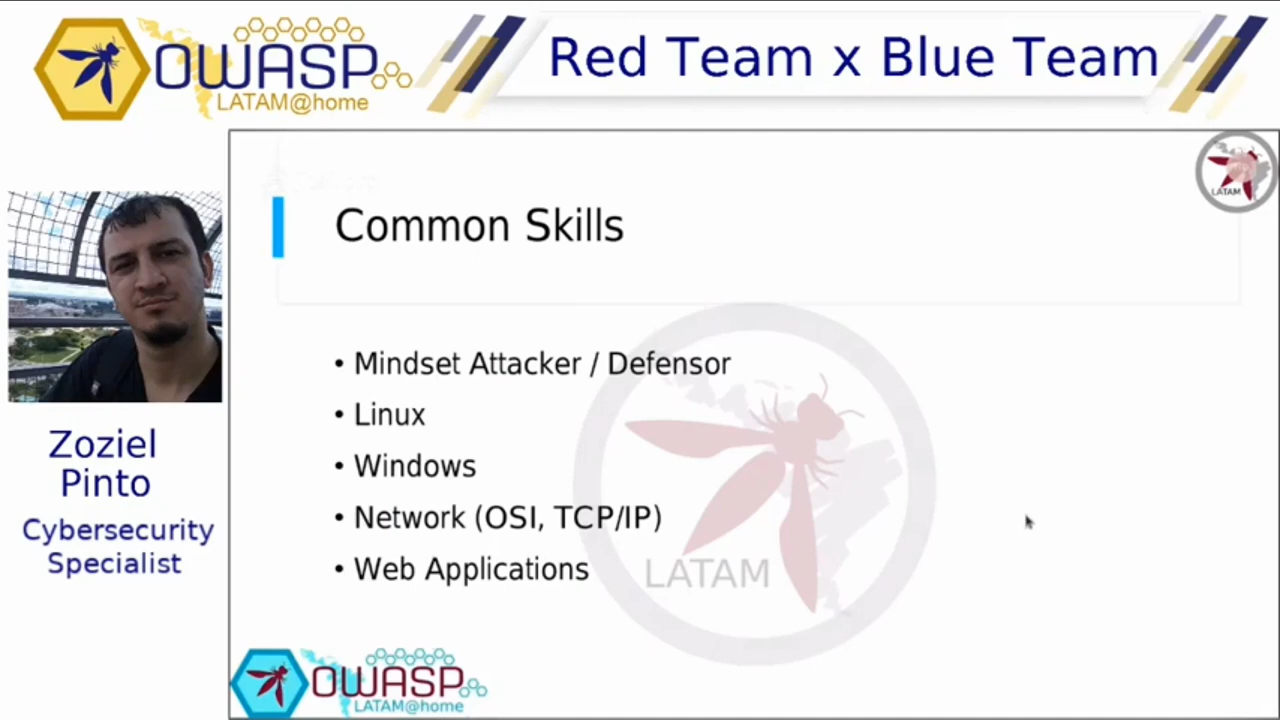 OWASP
LATAM@home
Red Team x Blue Team
LATAM
Common Skills
• Mindset Attacker / Defensor
• Linux
• Windows
• Network (OSI, TCP/IP)
• Web Applications
LATAM
Zoziel
Pinto
Cybersecurity
Specialist
OWASP
LATAM@home